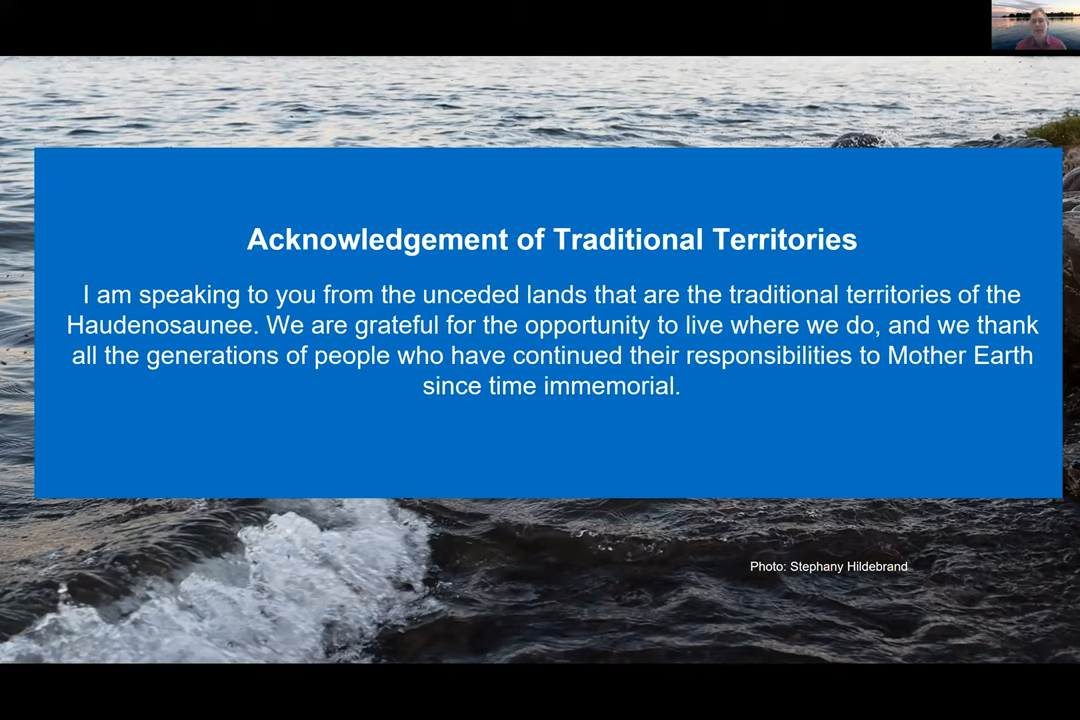 Acknowledgement of Traditional Territories
I am speaking to you from the unceded lands that are the traditional territories of the
Haudenosaunee. We are grateful for the opportunity to live where we do, and we thank
all the generations of people who have continued their responsibilities to Mother Earth
since time immemorial.
Photo: Stephany Hildebrand